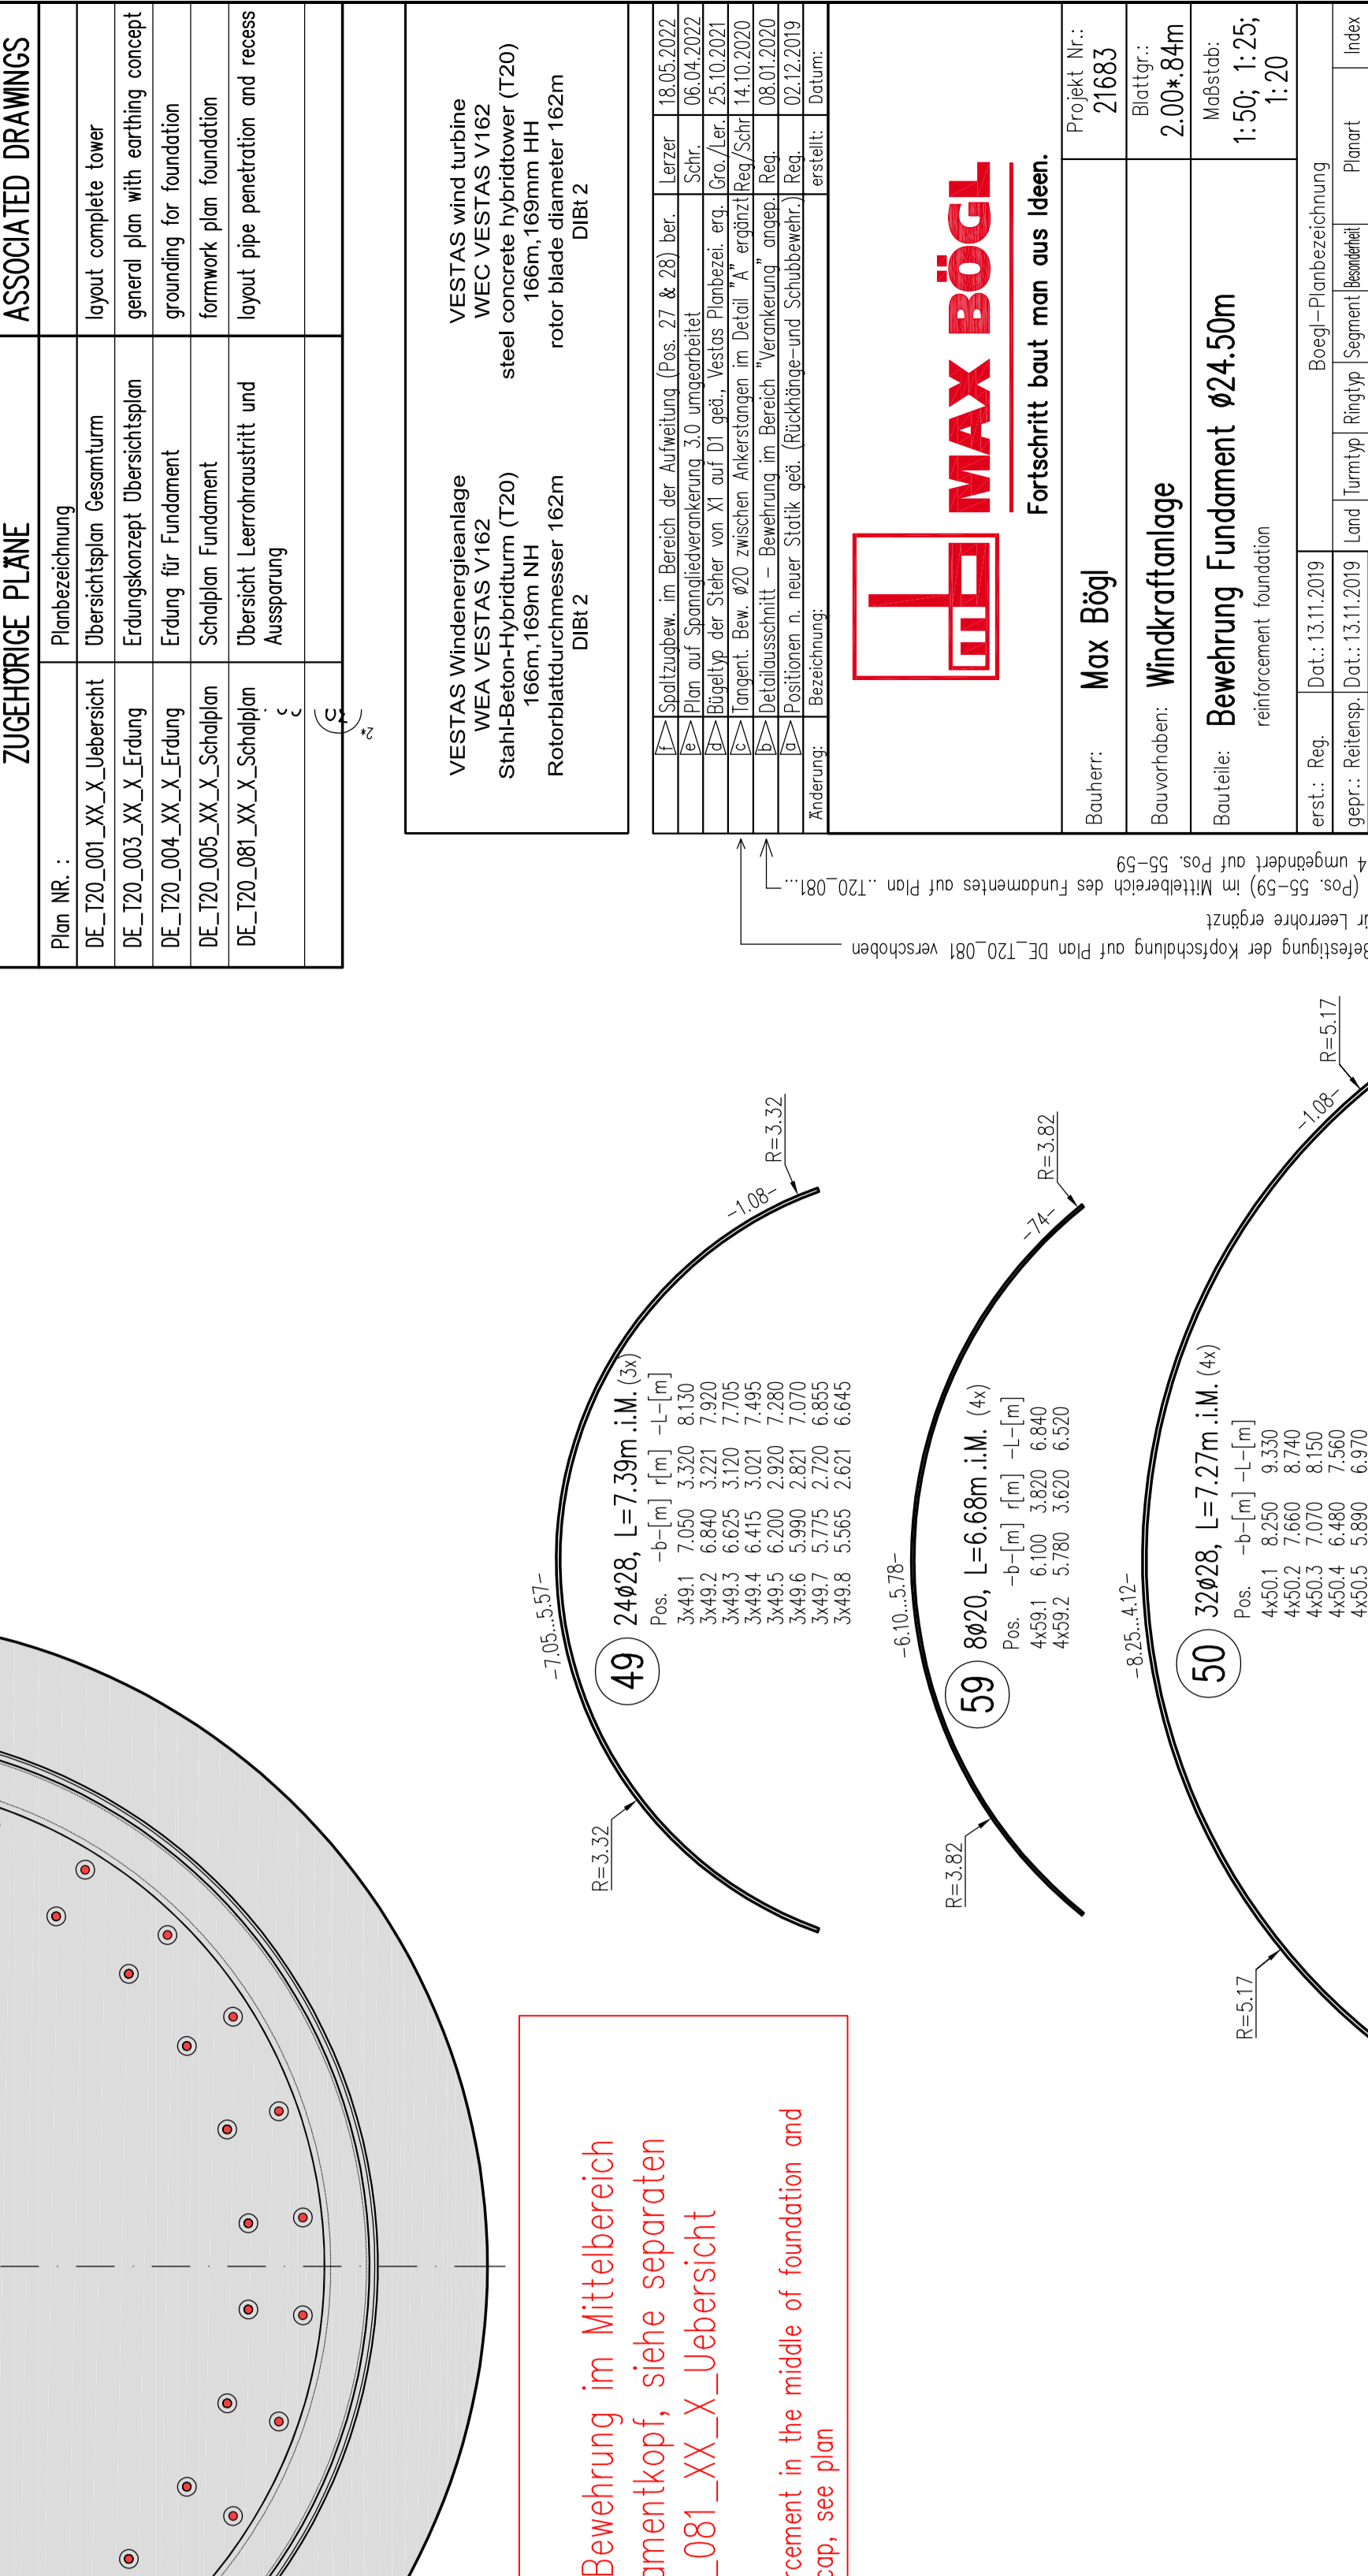 ZUGEHÖRIGE PLÄNE ASSOCIATED DRAWINGS
Plan NR. : Planbezeichnung
DE_T20_001_XX_X_Uebersicht Übersichtsplan Gesamturm layout complete tower
DE_T20_003_XX_X_Erdung Erdungskonzept Übersichtsplan general plan with earthing concept
DE_T20_004_XX_X_Erdung Erdung für Fundament grounding for foundation
DE_T20_005_XX_X_Schalplan Schalplan Fundament formwork plan foundation
DE_T20_081_XX_X_Schalplan Übersicht Leerrohraustritt und layout pipe penetration and recess
Aussparung
VESTAS Windenergieanlage
WEA VESTAS V162
Stahl-Beton-Hybridturm (T20)
166m,169m NH
Rotorblattdurchmesser 162m
DIBt 2
VESTAS wind turbine
WEC VESTAS V162
steel concrete hybridtower (T20)
166m,169mm HH
rotor blade diameter 162m
DIBt 2
f Spaltzugbew. im Bereich der Aufweitung (Pos. 27 & 28) ber. Lerzer 18.05.2022
e Plan auf Spanngliedverankerung 3.0 umgearbeitet Schr. 06.04.2022
d Bügeltyp der Steher von X1 auf D1 geä., Vestas Planbezei. erg. Gro./Ler. 25.10.2021
c Tangent. Bew. ø20 zwischen Ankerstangen im Detail "A" ergänzt Reg/Schr 14.10.2020
b Detailausschnitt – Bewehrung im Bereich "Verankerung" angep. Reg. 08.01.2020
a Positionen n. neuer Statik geä. (Rückhänge-und Schubbewehr.) Reg. 02.12.2019
Änderung: Bezeichnung: erstellt: Datum:
MAX BÖGL
Fortschritt baut man aus Ideen.
Bauherr: Max Bögl
Projekt Nr.:
21683
Bauvorhaben: Windkraftanlage
Blattgr.:
2.00*.84m
Bauteile: Bewehrung Fundament ø24.50m
reinforcement foundation
Maßstab:
1:50; 1:25;
1:20
erst.: Reg. Dat.: 13.11.2019 Boegl-Planbezeichnung
gepr.: Reitensp. Dat.: 13.11.2019 Land Turmtyp Ringtyp Segment Besonderheit Planart Index
efestigung der Kopfschalung auf Plan DE_T20_081 verschoben
ür Leerrohre ergänzt
(Pos. 55-59) im Mittelbereich des Fundamentes auf Plan ..T20_081...
4 umgeändert auf Pos. 55-59
2*
-7.05...5.57-
-1.08-
R=3.32
R=3.32
49 24ø28, L=7.39m .i.M. (3x)
Pos. -b-[m] r[m] -L-[m]
3x49.1 7.050 3.320 8.130
3x49.2 6.840 3.221 7.920
3x49.3 6.625 3.120 7.705
3x49.4 6.415 3.021 7.495
3x49.5 6.200 2.920 7.280
3x49.6 5.990 2.821 7.070
3x49.7 5.775 2.720 6.855
3x49.8 5.565 2.621 6.645
-6.10...5.78-
-74-
R=3.82
R=3.82
59 8ø20, L=6.68m .i.M. (4x)
Pos. -b-[m] r[m] -L-[m]
4x59.1 6.100 3.820 6.840
4x59.2 5.780 3.620 6.520
-8.25...4.12-
-1.08-
R=5.17
R=5.17
50 32ø28, L=7.27m .i.M. (4x)
Pos. -b-[m] -L-[m]
4x50.1 8.250 9.330
4x50.2 7.660 8.740
4x50.3 7.070 8.150
4x50.4 6.480 7.560
4x50.5 5.890 6.970
Bewehrung im Mittelbereich
amentkopf, siehe separaten
_081_XX_X_Uebersicht
rcement in the middle of foundation and
cap, see plan